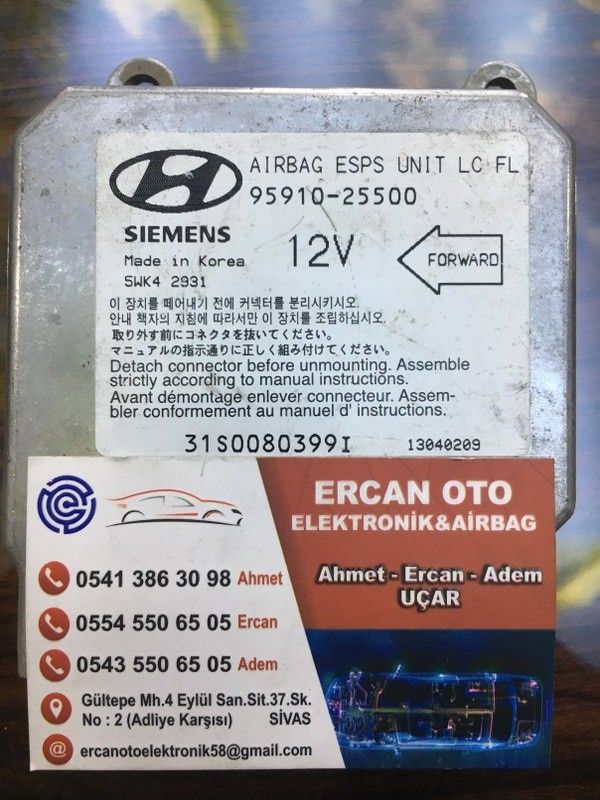 AIRBAG ESPS UNIT LC FL
95910-25500
SIEMENS
12V
FORWARD
Made in Korea
5WK4 2931
이 장치를 떼어내기 전에 커넥터를 분리시키시오.
안내 책자의 지침에 따라서만 이 장치를 조립하십시오.
取り外す前にコネクタを抜いてください。
マニュアルの指示通りに正しく組み付けてください.
Detach connector before unmounting. Assemble
strictly according to manual instructions.
Avant démontage enlever connecteur. Assem-
bler conformement au manuel d' instructions.
31S0080399I
13040209
ERCAN OTO
ELEKTRONİK&AİRBAG
Ahmet - Ercan - Adem
UÇAR
0541 386 30 98 Ahmet
0554 550 65 05 Ercan
0543 550 65 05 Adem
Gültepe Mh.4 Eylül San.Sit.37.Sk.
No : 2 (Adliye Karşısı) SİVAS
ercanotoelektronik58@gmail.com